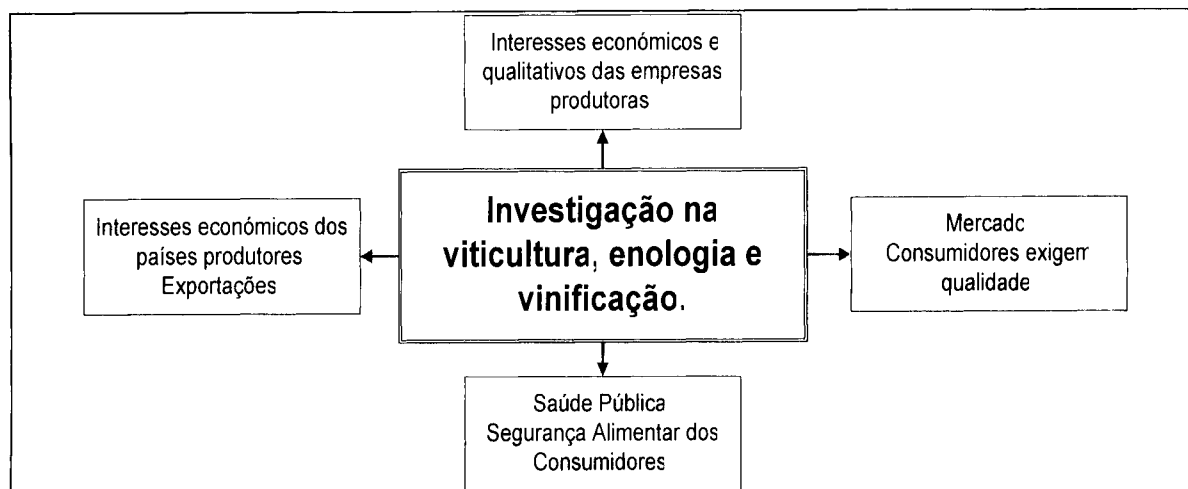 Interesses económicos e
qualitativos das empresas
produtoras
Interesses económicos dos
países produtores
Exportações
Investigação na
viticultura, enologia e
vinificação.
Mercado
Consumidores exigem
qualidade
Saúde Pública
Segurança Alimentar dos
Consumidores